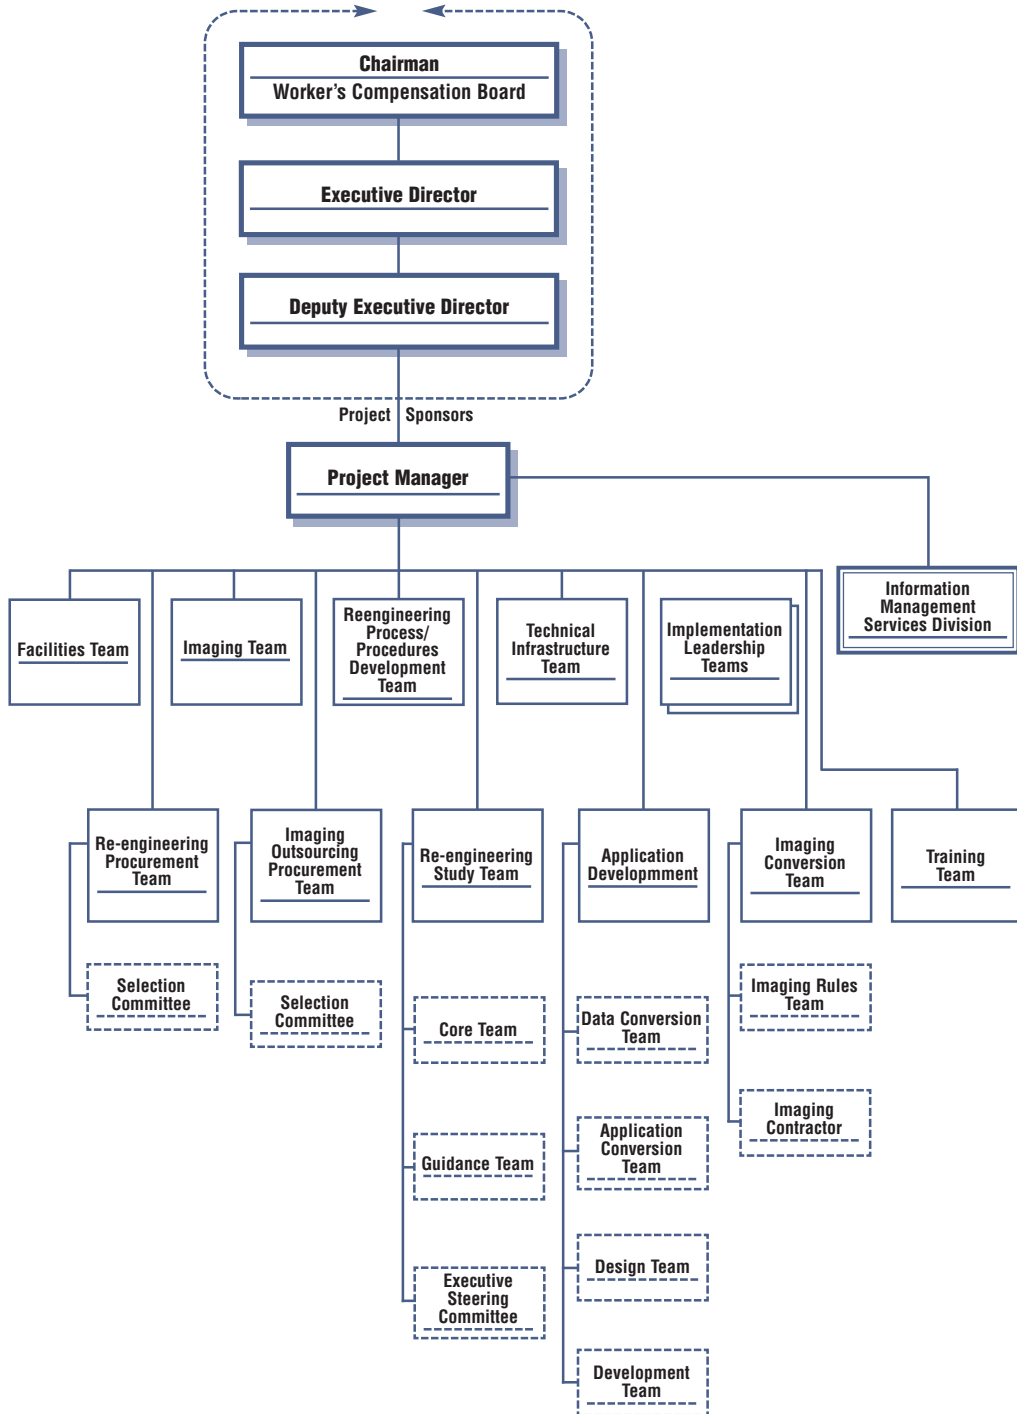 Chairman
Worker's Compensation Board
Executive Director
Deputy Executive Director
Project Sponsors
Project Manager
Information
Management
Services Division
Facilities Team
Imaging Team
Reengineering
Process/
Procedures
Development
Team
Technical
Infrastructure
Team
Implementation
Leadership
Teams
Re-engineering
Procurement
Team
Imaging
Outsourcing
Procurement
Team
Re-engineering
Study Team
Application
Developmment
Imaging
Conversion
Team
Training
Team
Selection
Committee
Selection
Committee
Core Team
Guidance Team
Executive
Steering
Committee
Data Conversion
Team
Application
Conversion
Team
Design Team
Development
Team
Imaging Rules
Team
Imaging
Contractor